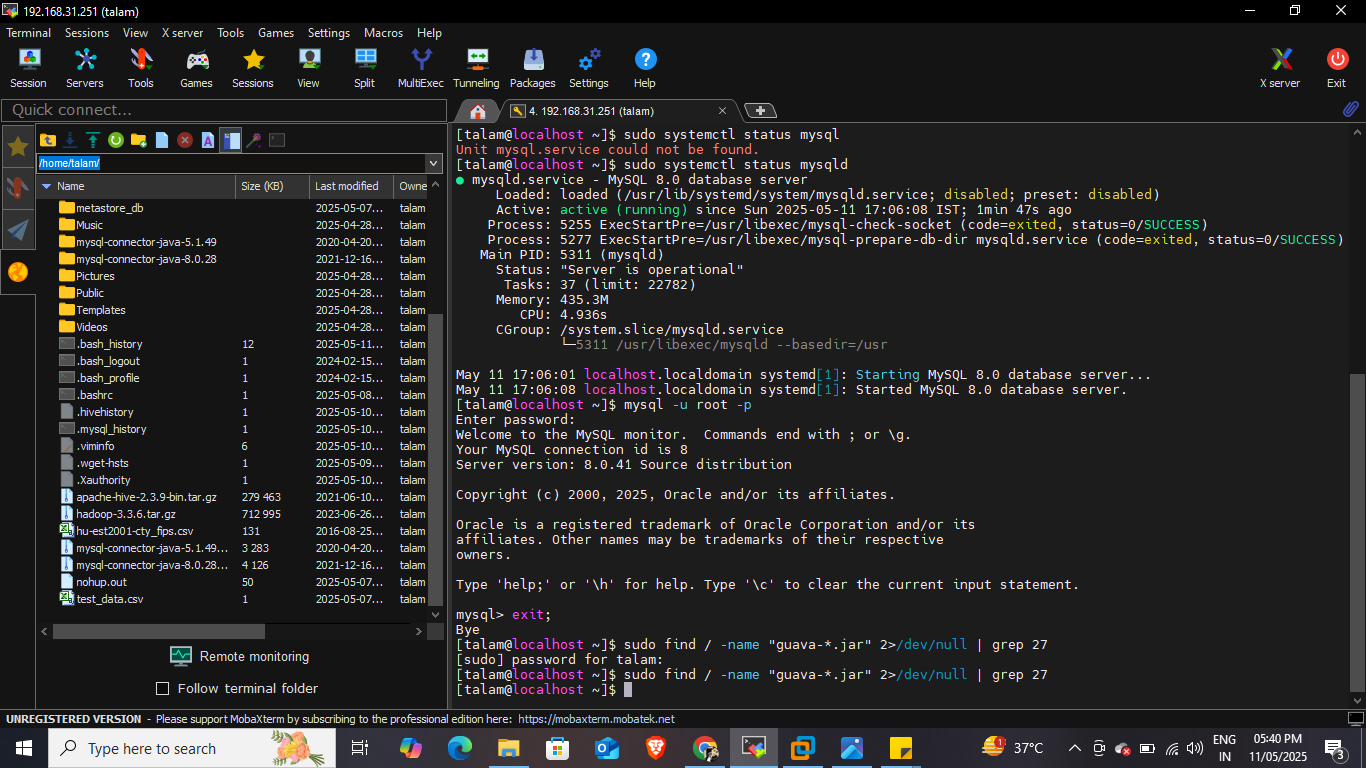 192.168.31.251 (talam)
Terminal Sessions View X server Tools Games Settings Macros Help
Session Servers Tools Games Sessions View Split MultiExec Tunneling Packages Settings Help X server Exit
Quick connect...
4. 192.168.31.251 (talam)
/home/talam/
Name Size (KB) Last modified Owne
metastore_db 2025-05-07... talam
Music 2025-04-28... talam
mysql-connector-java-5.1.49 2020-04-20... talam
mysql-connector-java-8.0.28 2021-12-16... talam
Pictures 2025-04-28... talam
Public 2025-04-28... talam
Templates 2025-04-28... talam
Videos 2025-04-28... talam
.bash_history 12 2025-05-11... talam
.bash_logout 1 2024-02-15... talam
.bash_profile 1 2024-02-15... talam
.bashrc 1 2025-05-08... talam
.hivehistory 1 2025-05-10... talam
.mysql_history 1 2025-05-10... talam
.viminfo 6 2025-05-10... talam
.wget-hsts 1 2025-05-09... talam
.Xauthority 1 2025-05-10... talam
apache-hive-2.3.9-bin.tar.gz 279 463 2021-06-10... talam
hadoop-3.3.6.tar.gz 712 995 2023-06-26... talam
hu-est2001-cty_fips.csv 131 2016-08-25... talam
mysql-connector-java-5.1.49... 3 283 2020-04-20... talam
mysql-connector-java-8.0.28... 4 126 2021-12-16... talam
nohup.out 50 2025-05-07... talam
test_data.csv 1 2025-05-07... talam
Remote monitoring
Follow terminal folder
[talam@localhost ~]$ sudo systemctl status mysql
Unit mysql.service could not be found.
[talam@localhost ~]$ sudo systemctl status mysqld
● mysqld.service - MySQL 8.0 database server
Loaded: loaded (/usr/lib/systemd/system/mysqld.service; disabled; preset: disabled)
Active: active (running) since Sun 2025-05-11 17:06:08 IST; 1min 47s ago
Process: 5255 ExecStartPre=/usr/libexec/mysql-check-socket (code=exited, status=0/SUCCESS)
Process: 5277 ExecStartPre=/usr/libexec/mysql-prepare-db-dir mysqld.service (code=exited, status=0/SUCCESS)
Main PID: 5311 (mysqld)
Status: "Server is operational"
Tasks: 37 (limit: 22782)
Memory: 435.3M
CPU: 4.936s
CGroup: /system.slice/mysqld.service
└─5311 /usr/libexec/mysqld --basedir=/usr
May 11 17:06:01 localhost.localdomain systemd[1]: Starting MySQL 8.0 database server...
May 11 17:06:08 localhost.localdomain systemd[1]: Started MySQL 8.0 database server.
[talam@localhost ~]$ mysql -u root -p
Enter password:
Welcome to the MySQL monitor.  Commands end with ; or \g.
Your MySQL connection id is 8
Server version: 8.0.41 Source distribution
Copyright (c) 2000, 2025, Oracle and/or its affiliates.
Oracle is a registered trademark of Oracle Corporation and/or its
affiliates. Other names may be trademarks of their respective
owners.
Type 'help;' or '\h' for help. Type '\c' to clear the current input statement.
mysql> exit;
Bye
[talam@localhost ~]$ sudo find / -name "guava-*.jar" 2>/dev/null | grep 27
[sudo] password for talam:
[talam@localhost ~]$ sudo find / -name "guava-*.jar" 2>/dev/null | grep 27
[talam@localhost ~]$
UNREGISTERED VERSION - Please support MobaXterm by subscribing to the professional edition here: https://mobaxterm.mobatek.net
Type here to search
1
37°C
ENG
IN
05:40 PM
11/05/2025
3